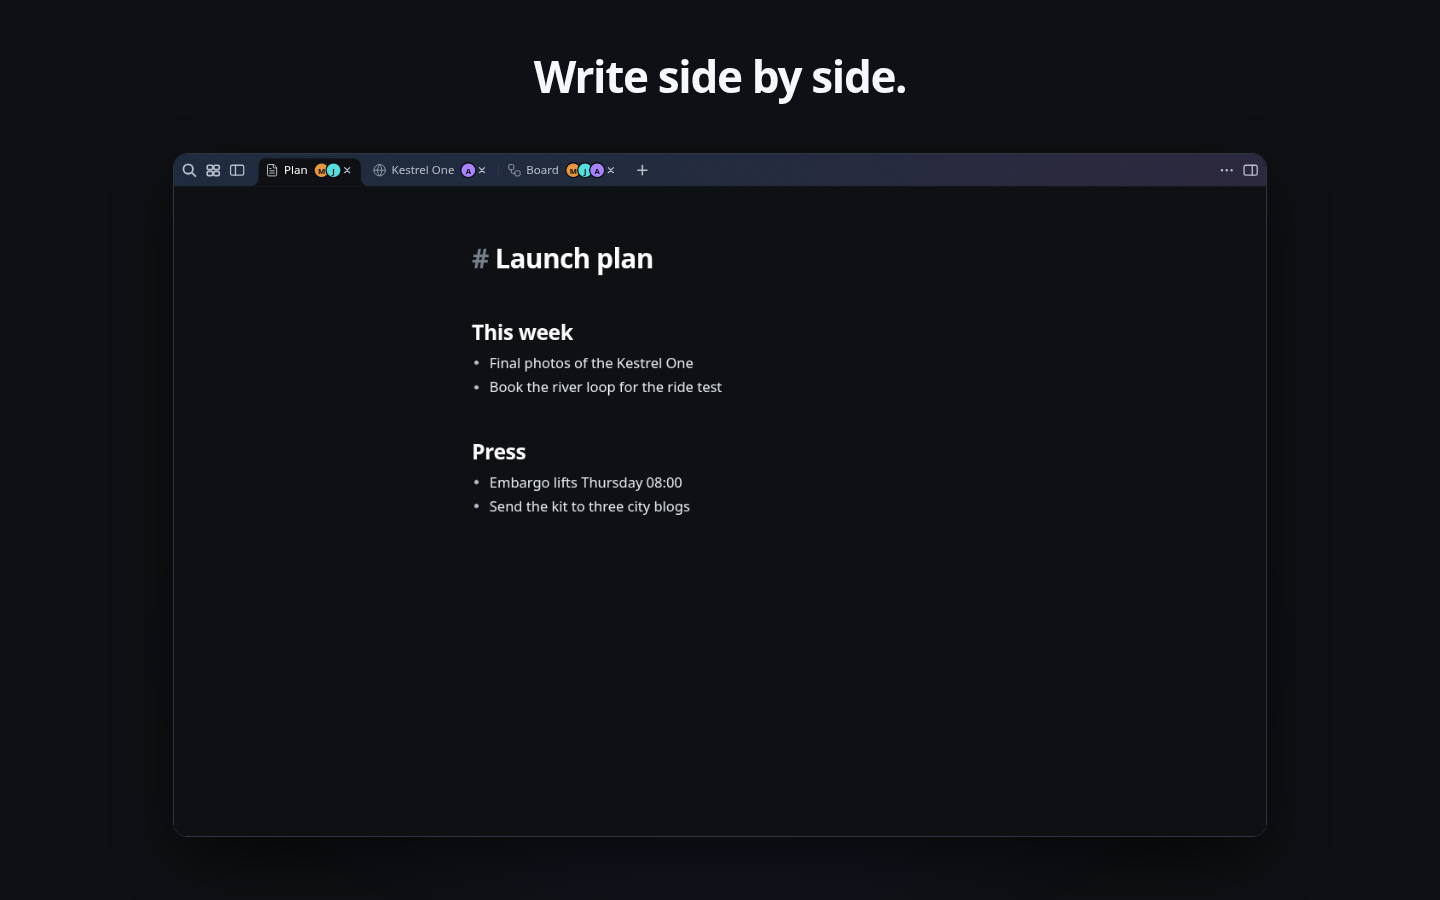 Write side by side.
Plan M J × Kestrel One A × Board M J A ×
# Launch plan
This week
• Final photos of the Kestrel One
• Book the river loop for the ride test
Press
• Embargo lifts Thursday 08:00
• Send the kit to three city blogs